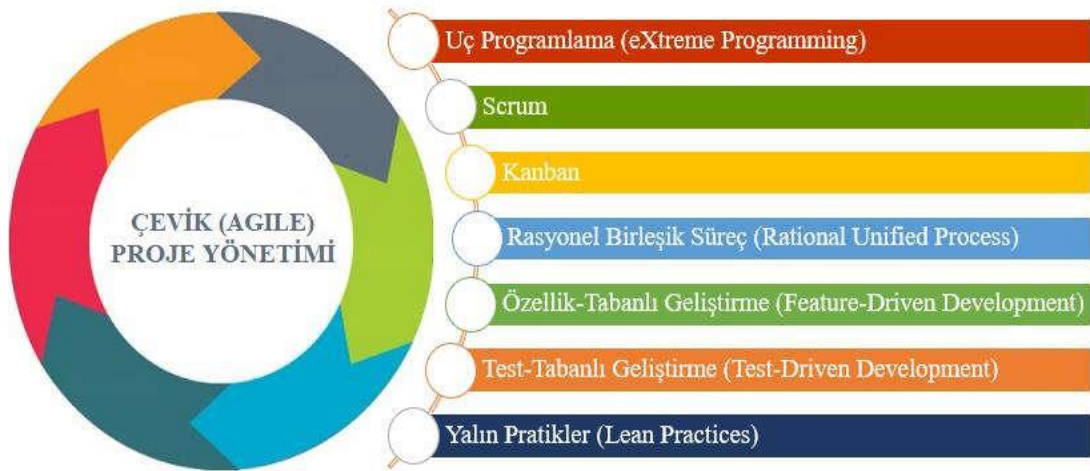 ÇEVİK (AGILE)
PROJE YÖNETİMİ
Uç Programlama (eXtreme Programming)
Scrum
Kanban
Rasyonel Birleşik Süreç (Rational Unified Process)
Özellik-Tabanlı Geliştirme (Feature-Driven Development)
Test-Tabanlı Geliştirme (Test-Driven Development)
Yalın Pratikler (Lean Practices)